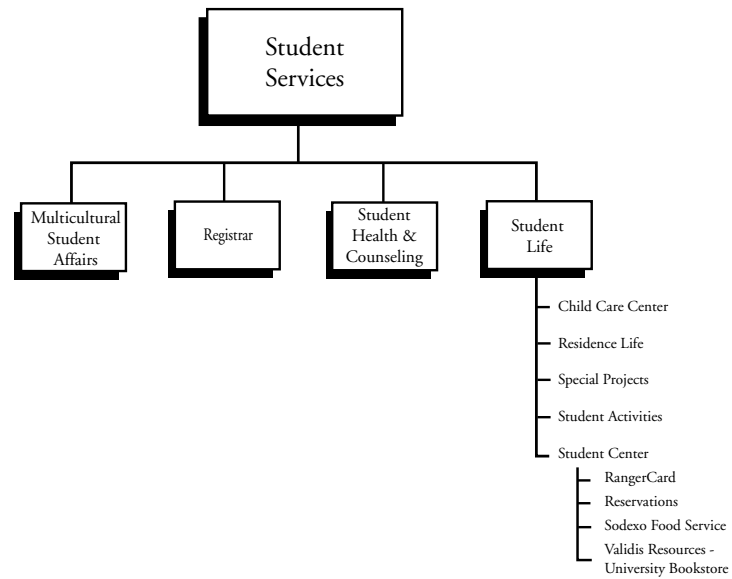 Student
Services
Multicultural
Student
Affairs
Registrar
Student
Health &
Counseling
Student
Life
Child Care Center
Residence Life
Special Projects
Student Activities
Student Center
RangerCard
Reservations
Sodexo Food Service
Validis Resources -
University Bookstore